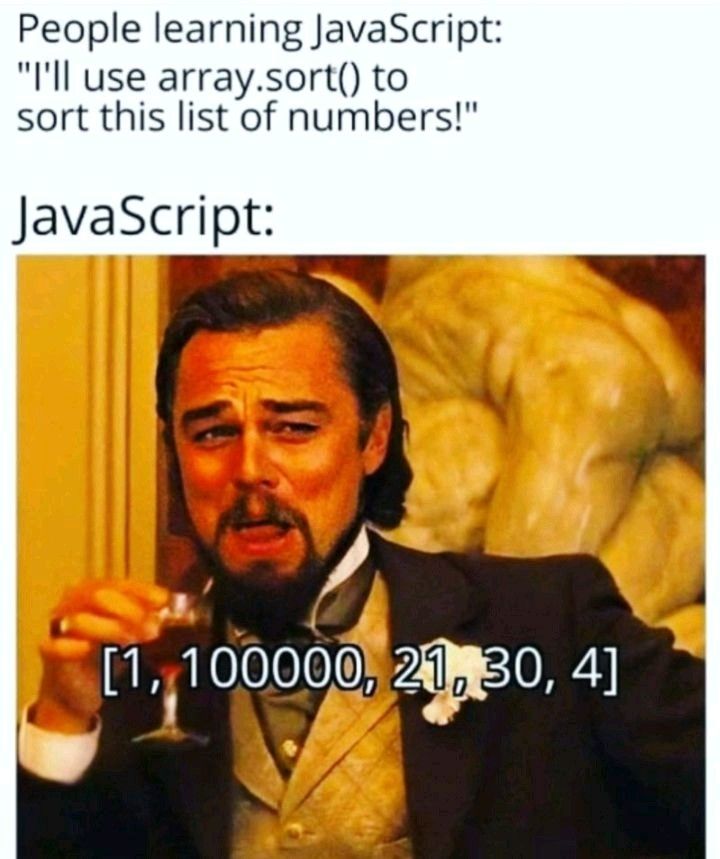 People learning JavaScript:
"I'll use array.sort() to
sort this list of numbers!"
JavaScript:
[1, 100000, 21, 30, 4]